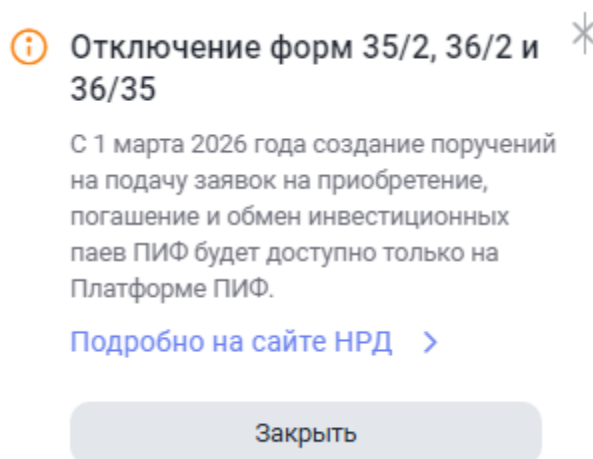 Отключение форм 35/2, 36/2 и
36/35
С 1 марта 2026 года создание поручений
на подачу заявок на приобретение,
погашение и обмен инвестиционных
паев ПИФ будет доступно только на
Платформе ПИФ.
Подробно на сайте НРД
Закрыть